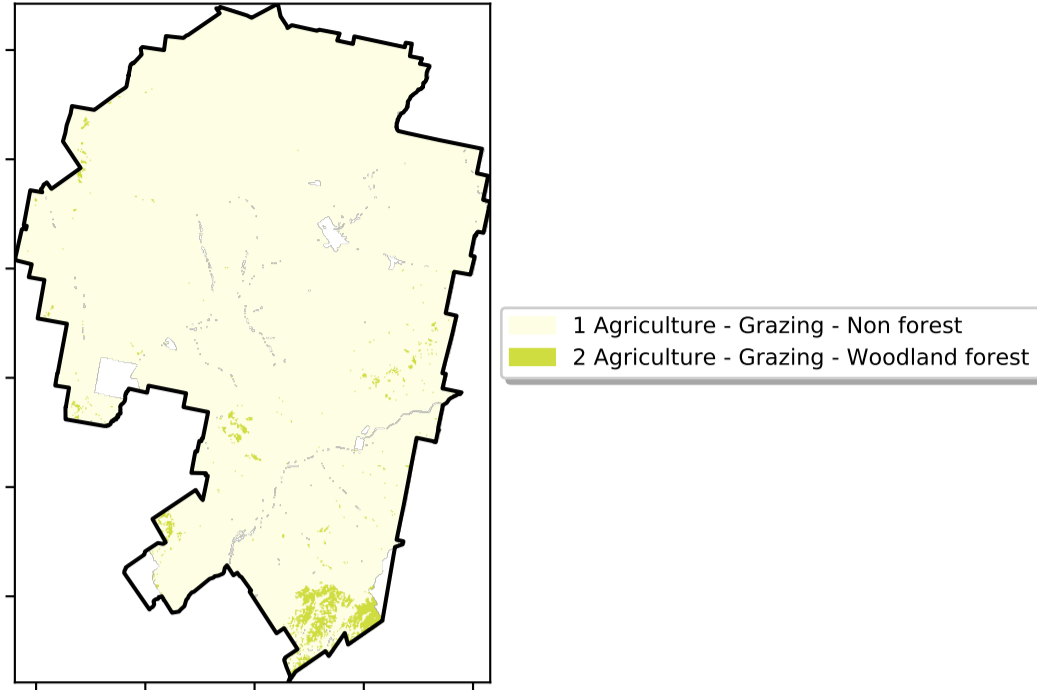 1 Agriculture - Grazing - Non forest
2 Agriculture - Grazing - Woodland forest